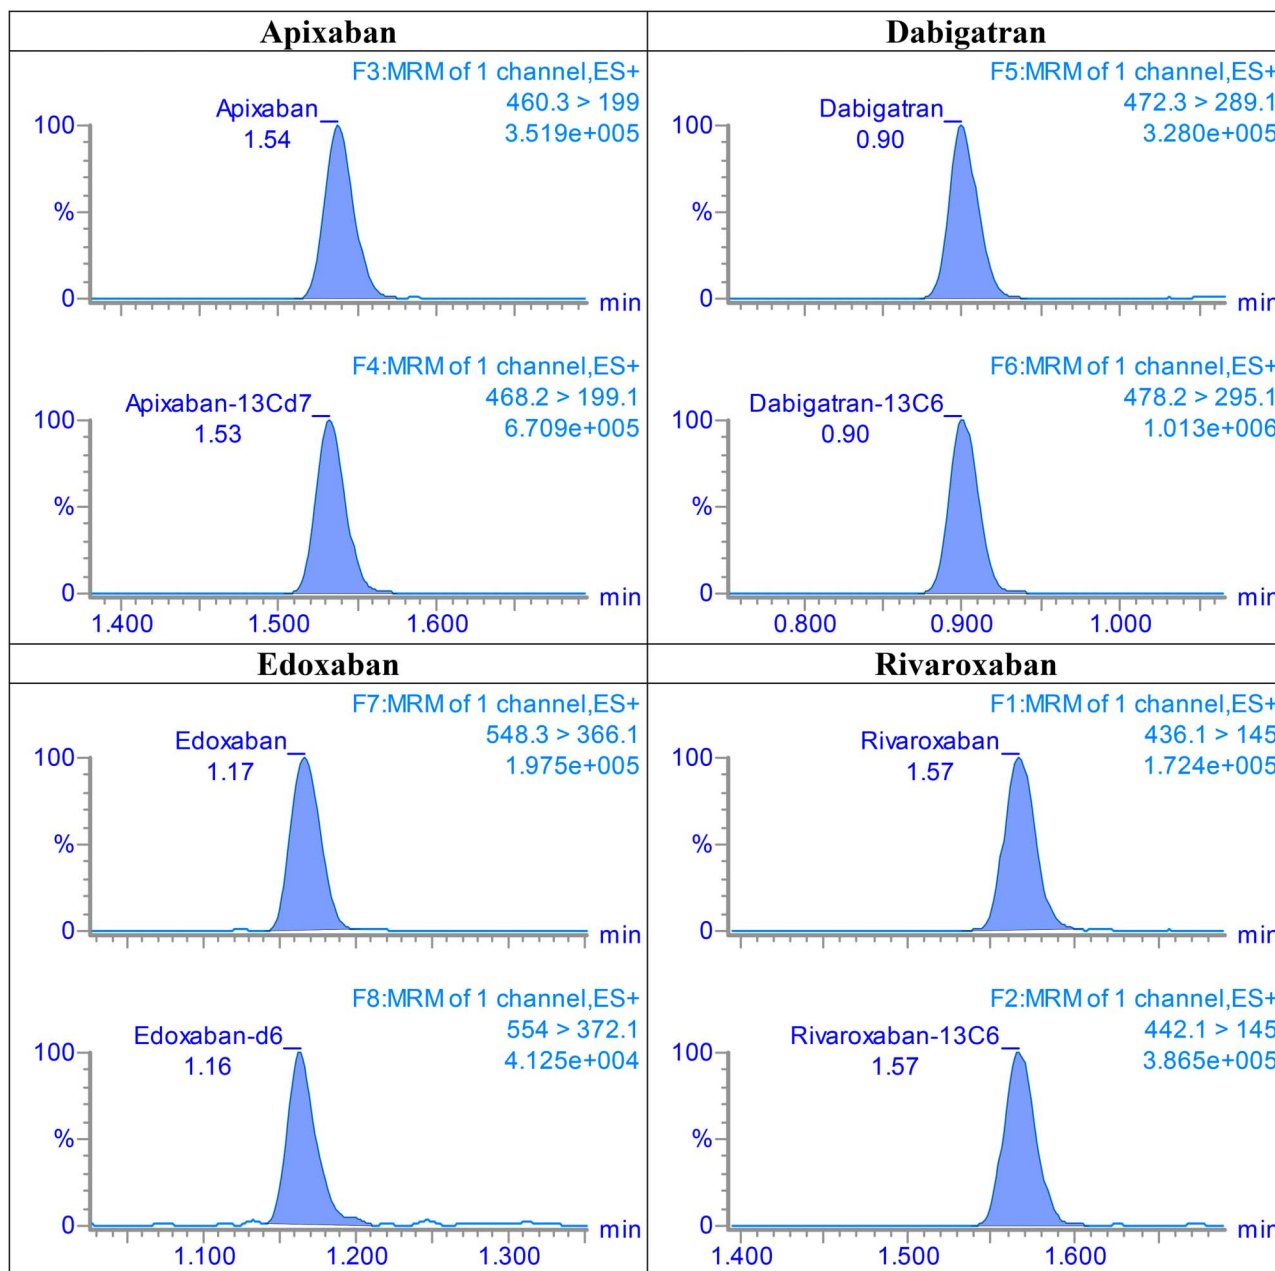 Apixaban
F3:MRM of 1 channel,ES+
460.3 > 199
3.519e+005
Apixaban
1.54
100
%
0
min
F4:MRM of 1 channel,ES+
468.2 > 199.1
6.709e+005
Apixaban-13Cd7
1.53
100
%
0
min
1.400 1.500 1.600
Dabigatran
F5:MRM of 1 channel,ES+
472.3 > 289.1
3.280e+005
Dabigatran
0.90
100
%
0
min
F6:MRM of 1 channel,ES+
478.2 > 295.1
1.013e+006
Dabigatran-13C6
0.90
100
%
0
min
0.800 0.900 1.000
Edoxaban
F7:MRM of 1 channel,ES+
548.3 > 366.1
1.975e+005
Edoxaban
1.17
100
%
0
min
F8:MRM of 1 channel,ES+
554 > 372.1
4.125e+004
Edoxaban-d6
1.16
100
%
0
min
1.100 1.200 1.300
Rivaroxaban
F1:MRM of 1 channel,ES+
436.1 > 145
1.724e+005
Rivaroxaban
1.57
100
%
0
min
F2:MRM of 1 channel,ES+
442.1 > 145
3.865e+005
Rivaroxaban-13C6
1.57
100
%
0
min
1.400 1.500 1.600